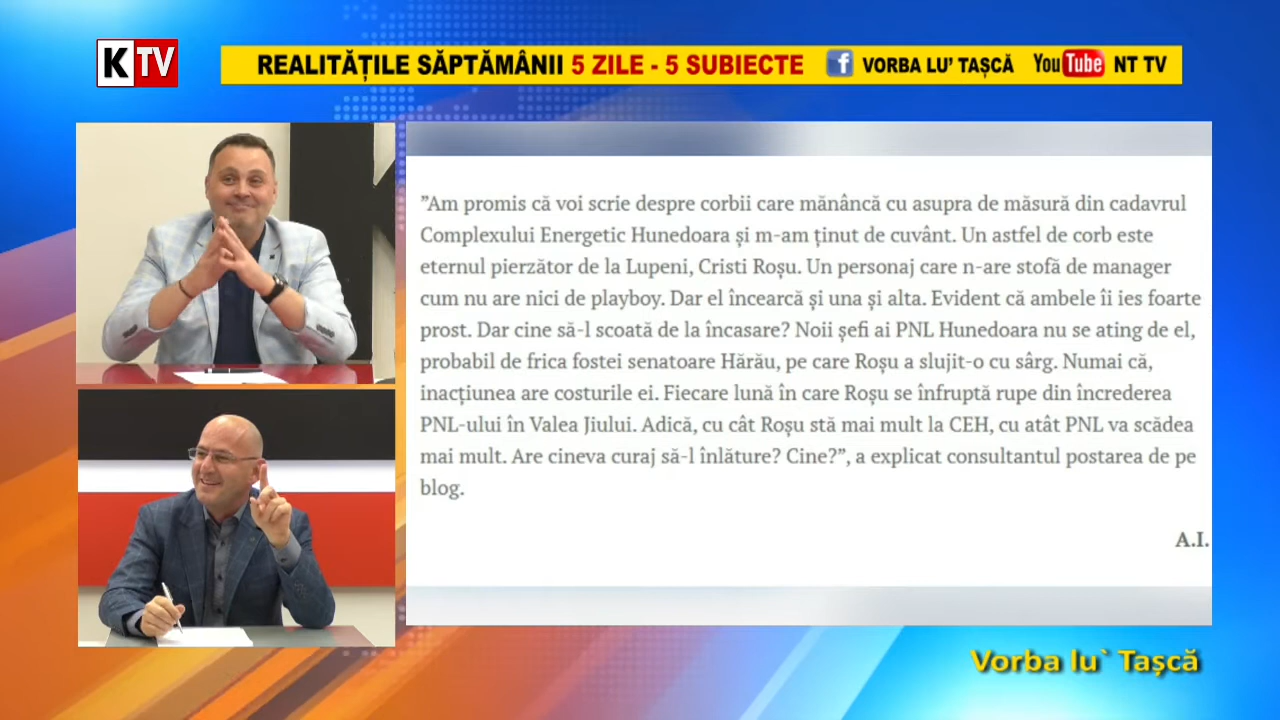 KTV
REALITĂȚILE SĂPTĂMÂNII 5 ZILE - 5 SUBIECTE f VORBA LU' TAȘCĂ YouTube NT TV
”Am promis că voi scrie despre corbii care mănâncă cu asupra de măsură din cadavrul
Complexului Energetic Hunedoara și m-am ținut de cuvânt. Un astfel de corb este
eternul pierzător de la Lupeni, Cristi Roșu. Un personaj care n-are stofă de manager
cum nu are nici de playboy. Dar el încearcă și una și alta. Evident că ambele îi ies foarte
prost. Dar cine să-l scoată de la încasare? Noii șefi ai PNL Hunedoara nu se ating de el,
probabil de frica fostei senatoare Hărău, pe care Roșu a slujit-o cu sârg. Numai că,
inacțiunea are costurile ei. Fiecare lună în care Roșu se înfruptă rupe din încrederea
PNL-ului în Valea Jiului. Adică, cu cât Roșu stă mai mult la CEH, cu atât PNL va scădea
mai mult. Are cineva curaj să-l înlăture? Cine?”, a explicat consultantul postarea de pe
blog.
A.I.
Vorba lu` Tașcă